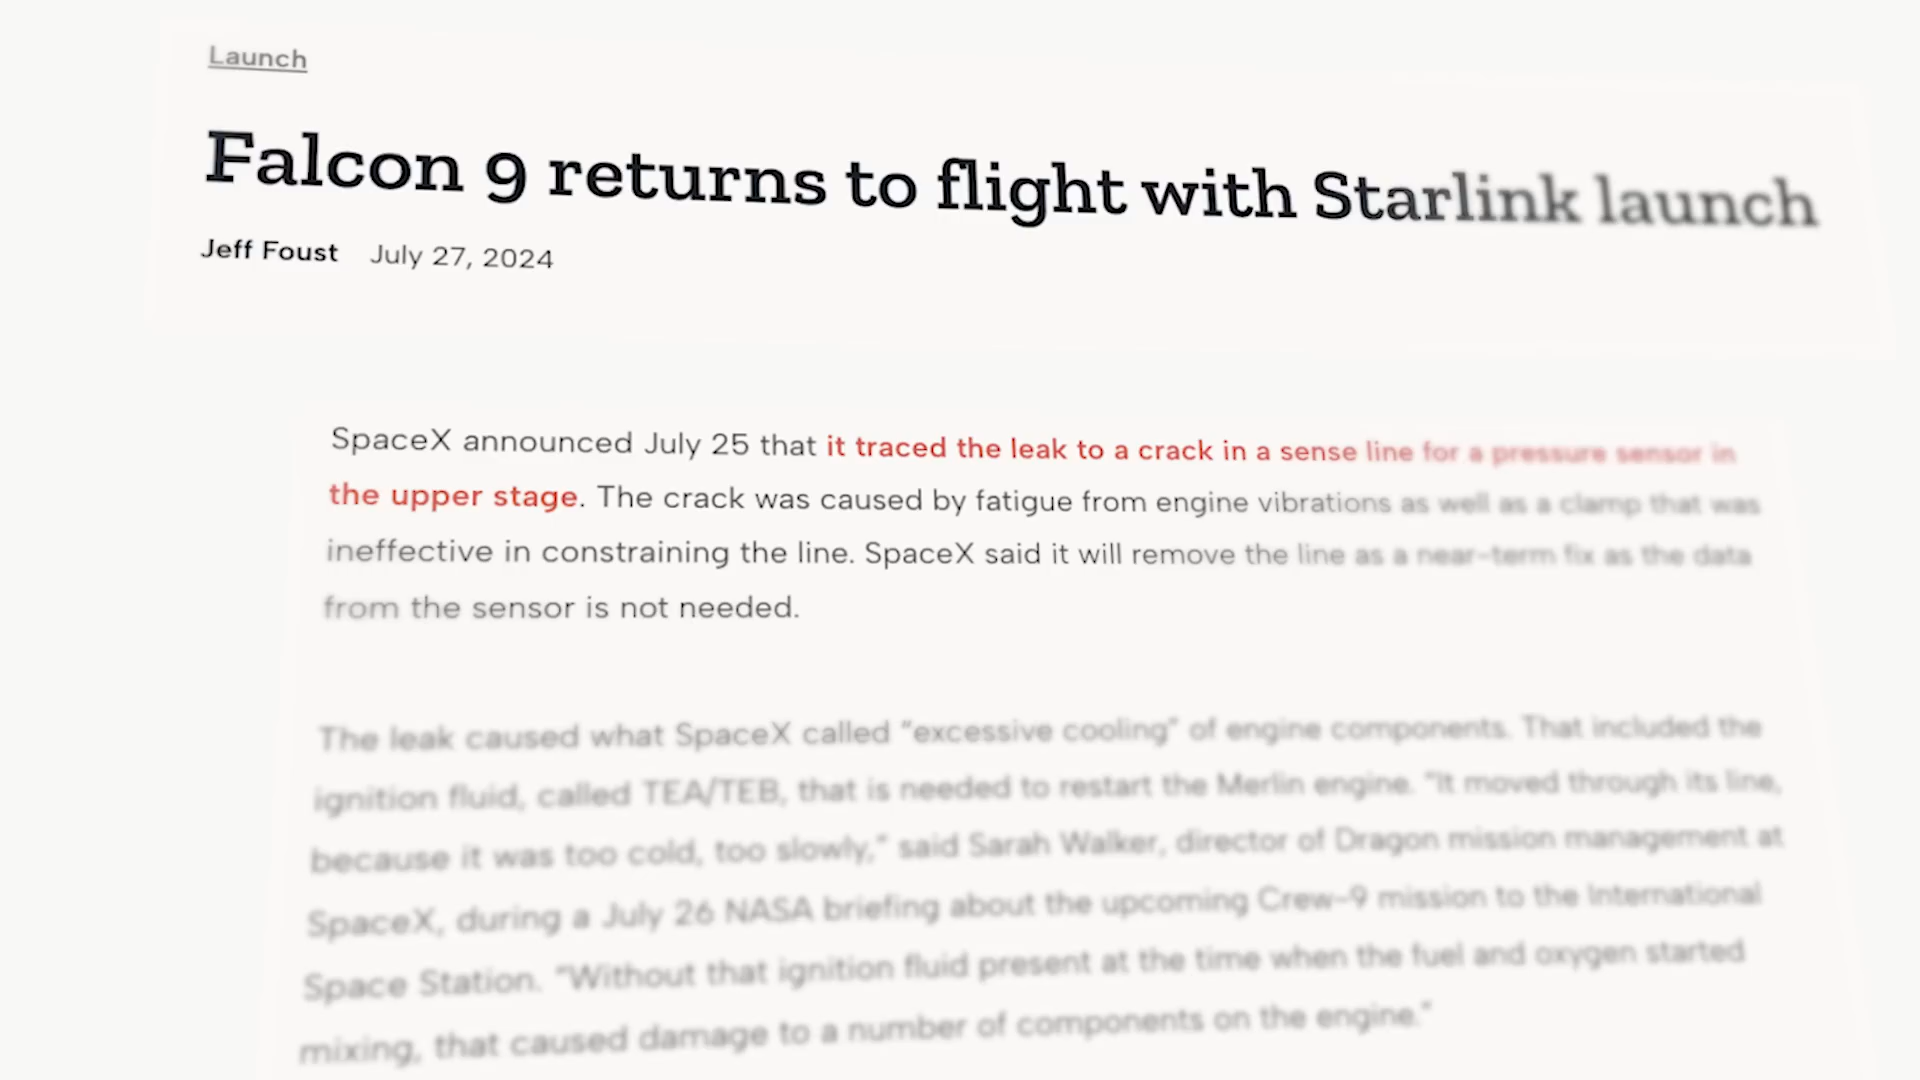 Launch
Falcon 9 returns to flight with Starlink launch
Jeff Foust July 27, 2024
SpaceX announced July 25 that it traced the leak to a crack in a sense line for a pressure sensor in
the upper stage. The crack was caused by fatigue from engine vibrations as well as a clamp that was
ineffective in constraining the line. SpaceX said it will remove the line as a near-term fix as the data
from the sensor is not needed.
The leak caused what SpaceX called “excessive cooling” of engine components. That included the
ignition fluid, called TEA/TEB, that is needed to restart the Merlin engine. “It moved through its line,
because it was too cold, too slowly,” said Sarah Walker, director of Dragon mission management at
SpaceX, during a July 26 NASA briefing about the upcoming Crew-9 mission to the International
Space Station. “Without that ignition fluid present at the time when the fuel and oxygen started
mixing, that caused damage to a number of components on the engine.”